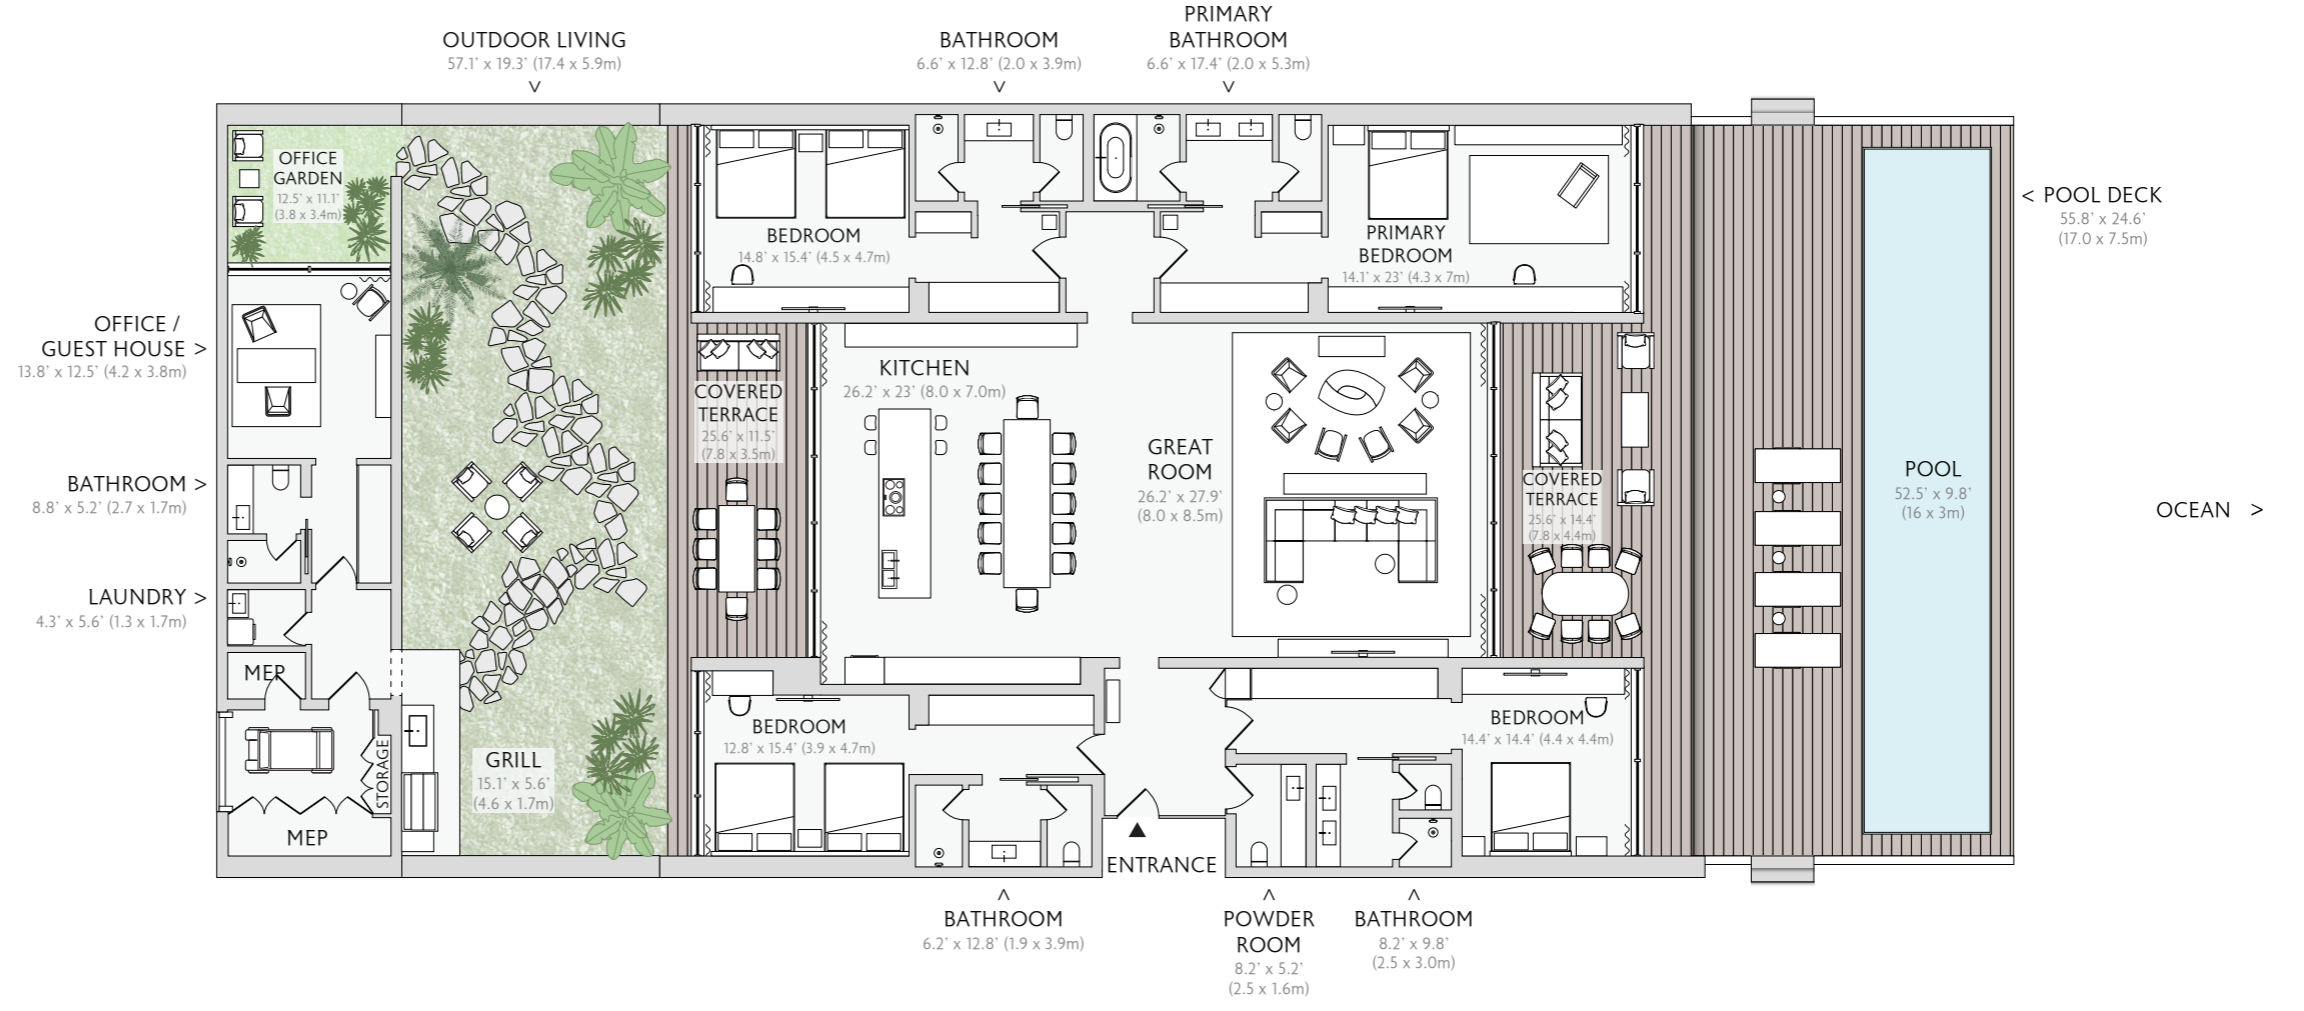 OUTDOOR LIVING
57.1' x 19.3' (17.4 x 5.9m)
BATHROOM
6.6' x 12.8' (2.0 x 3.9m)
PRIMARY
BATHROOM
6.6' x 17.4' (2.0 x 5.3m)
OFFICE
GARDEN
12.5' x 11.1'
(3.8 x 3.4m)
BEDROOM
14.8' x 15.4' (4.5 x 4.7m)
PRIMARY
BEDROOM
14.1' x 23' (4.3 x 7m)
< POOL DECK
55.8' x 24.6'
(17.0 x 7.5m)
OFFICE /
GUEST HOUSE >
13.8' x 12.5' (4.2 x 3.8m)
COVERED
TERRACE
25.6' x 11.5'
(7.8 x 3.5m)
KITCHEN
26.2' x 23' (8.0 x 7.0m)
GREAT
ROOM
26.2' x 27.9'
(8.0 x 8.5m)
COVERED
TERRACE
25.6' x 14.4'
(7.8 x 4.4m)
POOL
52.5' x 9.8'
(16 x 3m)
OCEAN >
BATHROOM >
8.8' x 5.2' (2.7 x 1.7m)
LAUNDRY >
4.3' x 5.6' (1.3 x 1.7m)
MEP
STORAGE
MEP
GRILL
15.1' x 5.6'
(4.6 x 1.7m)
BEDROOM
12.8' x 15.4' (3.9 x 4.7m)
BEDROOM
14.4' x 14.4' (4.4 x 4.4m)
ENTRANCE
BATHROOM
6.2' x 12.8' (1.9 x 3.9m)
POWDER
ROOM
8.2' x 5.2'
(2.5 x 1.6m)
BATHROOM
8.2' x 9.8'
(2.5 x 3.0m)